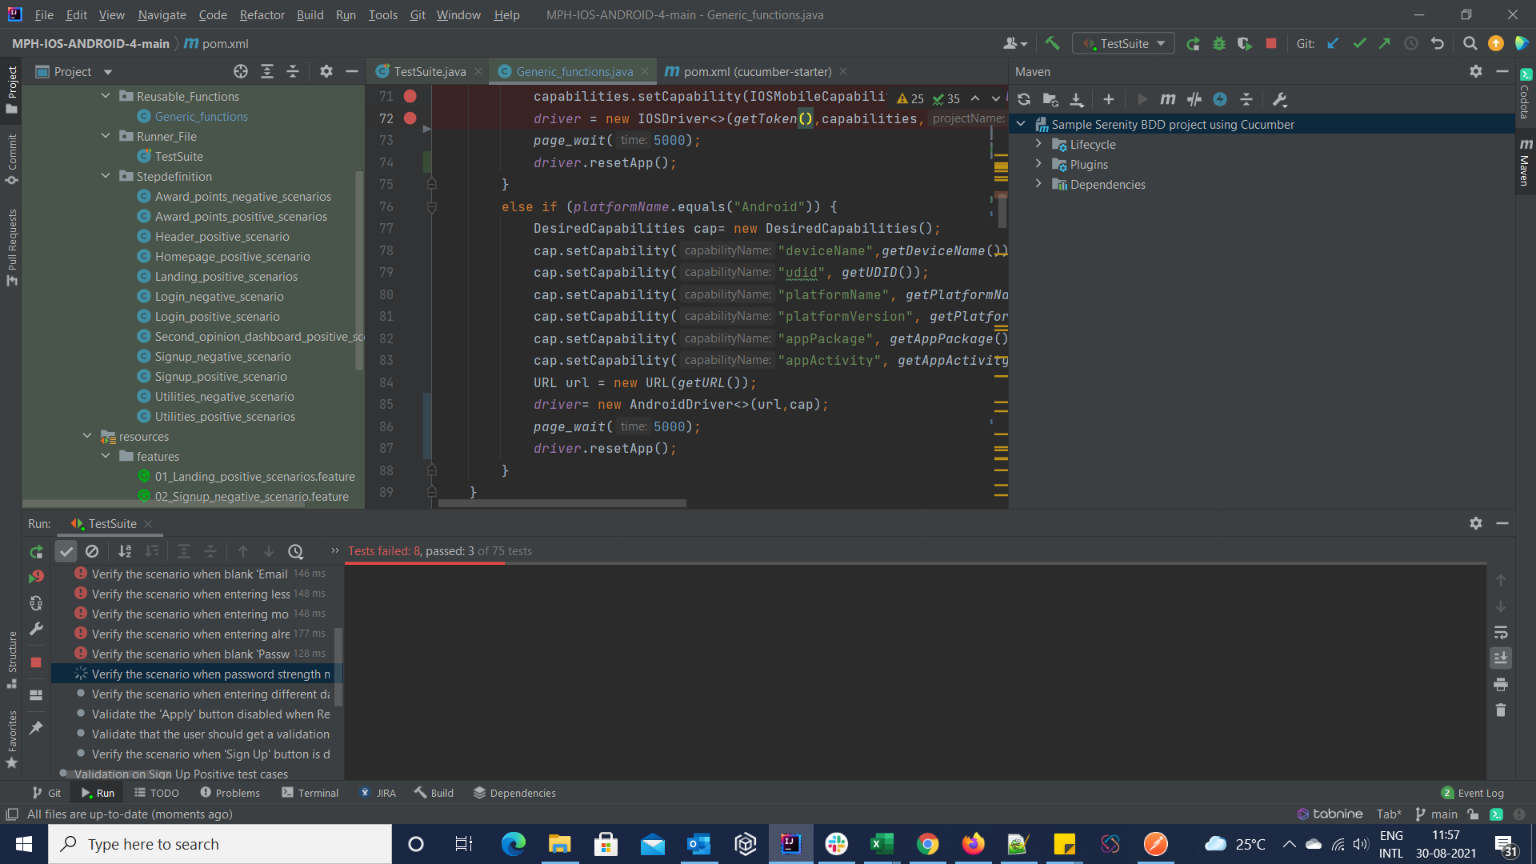 File Edit View Navigate Code Refactor Build Run Tools Git Window Help MPH-IOS-ANDROID-4-main - Generic_functions.java
MPH-IOS-ANDROID-4-main pom.xml TestSuite Git:
Project
TestSuite.java Generic_functions.java pom.xml (cucumber-starter)
Maven
Reusable_Functions
Generic_functions
Runner_File
TestSuite
Stepdefinition
Award_points_negative_scenarios
Award_points_positive_scenarios
Header_positive_scenario
Homepage_positive_scenario
Landing_positive_scenarios
Login_negative_scenario
Login_positive_scenario
Second_opinion_dashboard_positive_sc
Signup_negative_scenario
Signup_positive_scenario
Utilities_negative_scenario
Utilities_positive_scenarios
resources
features
01_Landing_positive_scenarios.feature
02_Signup_negative_scenario.feature
71 capabilities.setCapability(IOSMobileCapabili 25 35
72 driver = new IOSDriver<>(getToken(),capabilities, projectName:
73 page_wait( time: 5000);
74 driver.resetApp();
75 }
76 else if (platformName.equals("Android")) {
77 DesiredCapabilities cap= new DesiredCapabilities();
78 cap.setCapability( capabilityName: "deviceName",getDeviceName())
79 cap.setCapability( capabilityName: "udid", getUDID());
80 cap.setCapability( capabilityName: "platformName", getPlatformNa
81 cap.setCapability( capabilityName: "platformVersion", getPlatfor
82 cap.setCapability( capabilityName: "appPackage", getAppPackage()
83 cap.setCapability( capabilityName: "appActivity", getAppActivity
84 URL url = new URL(getURL());
85 driver= new AndroidDriver<>(url,cap);
86 page_wait( time: 5000);
87 driver.resetApp();
88 }
89 }
Sample Serenity BDD project using Cucumber
Lifecycle
Plugins
Dependencies
Project
Commit
Pull Requests
Structure
Favorites
Codota
Maven
Run: TestSuite
Tests failed: 8, passed: 3 of 75 tests
Verify the scenario when blank 'Email 146 ms
Verify the scenario when entering less 148 ms
Verify the scenario when entering mo 148 ms
Verify the scenario when entering alre 177 ms
Verify the scenario when blank 'Passw 128 ms
Verify the scenario when password strength n
Verify the scenario when entering different da
Validate the 'Apply' button disabled when Re
Validate that the user should get a validation
Verify the scenario when 'Sign Up' button is d
Validation on Sign Up Positive test cases
Git Run TODO Problems Terminal JIRA Build Dependencies 2 Event Log
All files are up-to-date (moments ago) tabnine Tab* main
Type here to search 25°C ENG INTL 11:57 30-08-2021 31